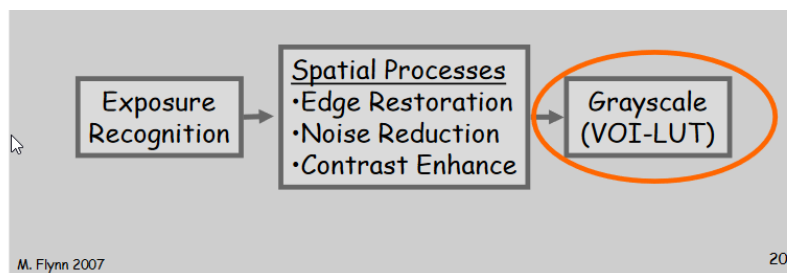 Exposure
Recognition
Spatial Processes
•Edge Restoration
•Noise Reduction
•Contrast Enhance
Grayscale
(VOI-LUT)
M. Flynn 2007
20